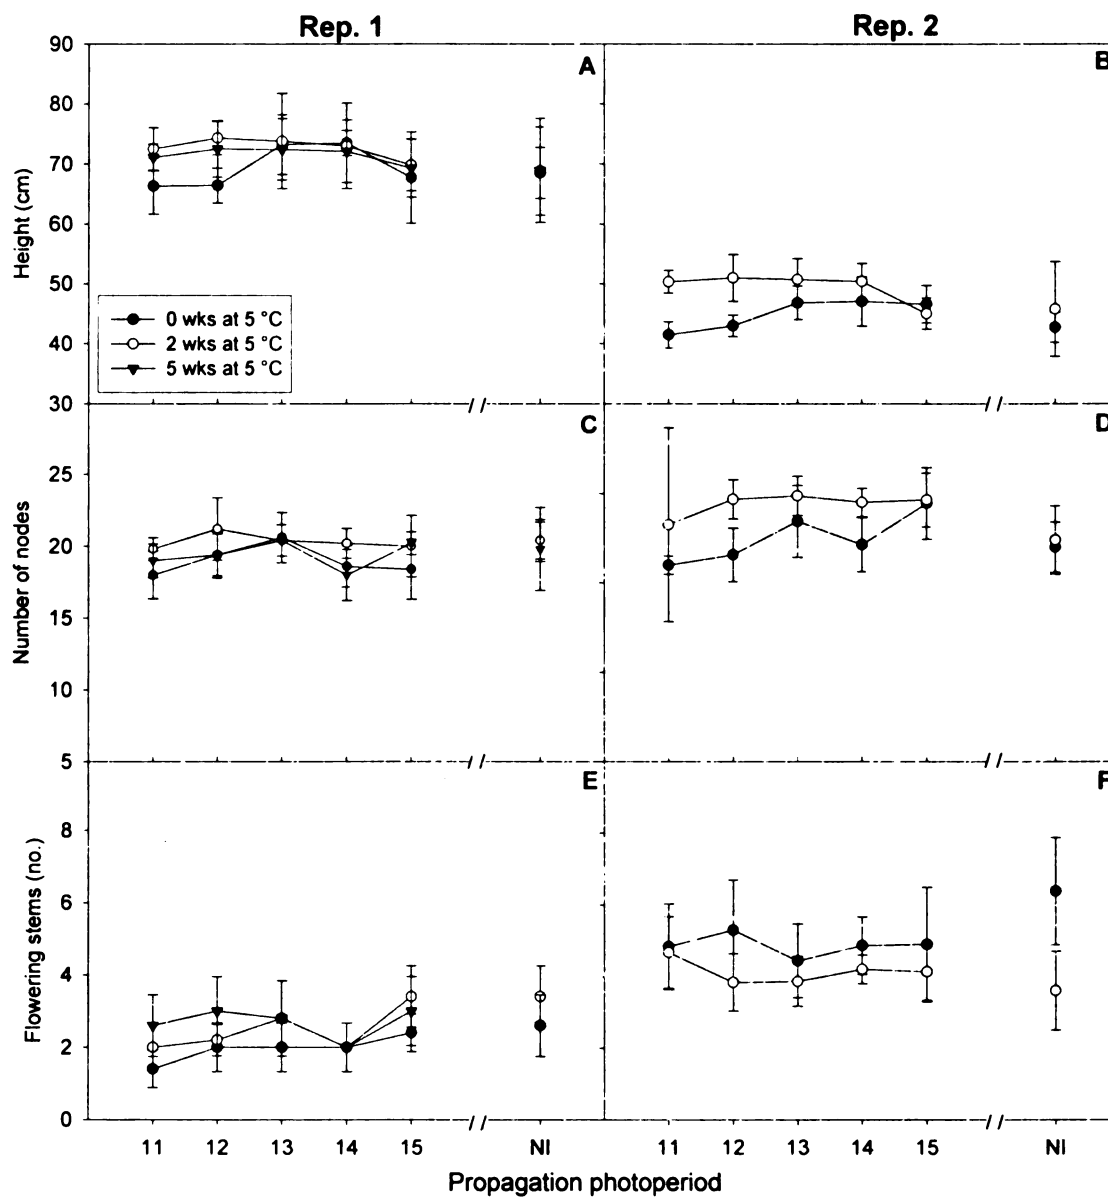 Rep. 1
Rep. 2
90
80
70
60
50
40
30
Height (cm)
A
B
0 wks at 5 °C
2 wks at 5 °C
5 wks at 5 °C
25
20
15
10
5
Number of nodes
C
D
8
6
4
2
0
Flowering stems (no.)
E
F
11 12 13 14 15 NI
11 12 13 14 15 NI
Propagation photoperiod